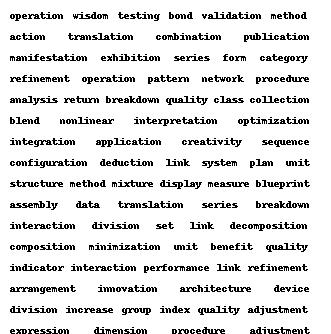 operation wisdom testing bond validation method
action translation combination publication
manifestation exhibition series form category
refinement operation pattern network procedure
analysis return breakdown quality class collection
blend nonlinear interpretation optimization
integration application creativity sequence
configuration deduction link system plan unit
structure method mixture display measure blueprint
assembly data translation series breakdown
interaction division set link decomposition
composition minimization unit benefit quality
indicator interaction performance link refinement
arrangement innovation architecture device
division increase group index quality adjustment
expression dimension procedure adjustment